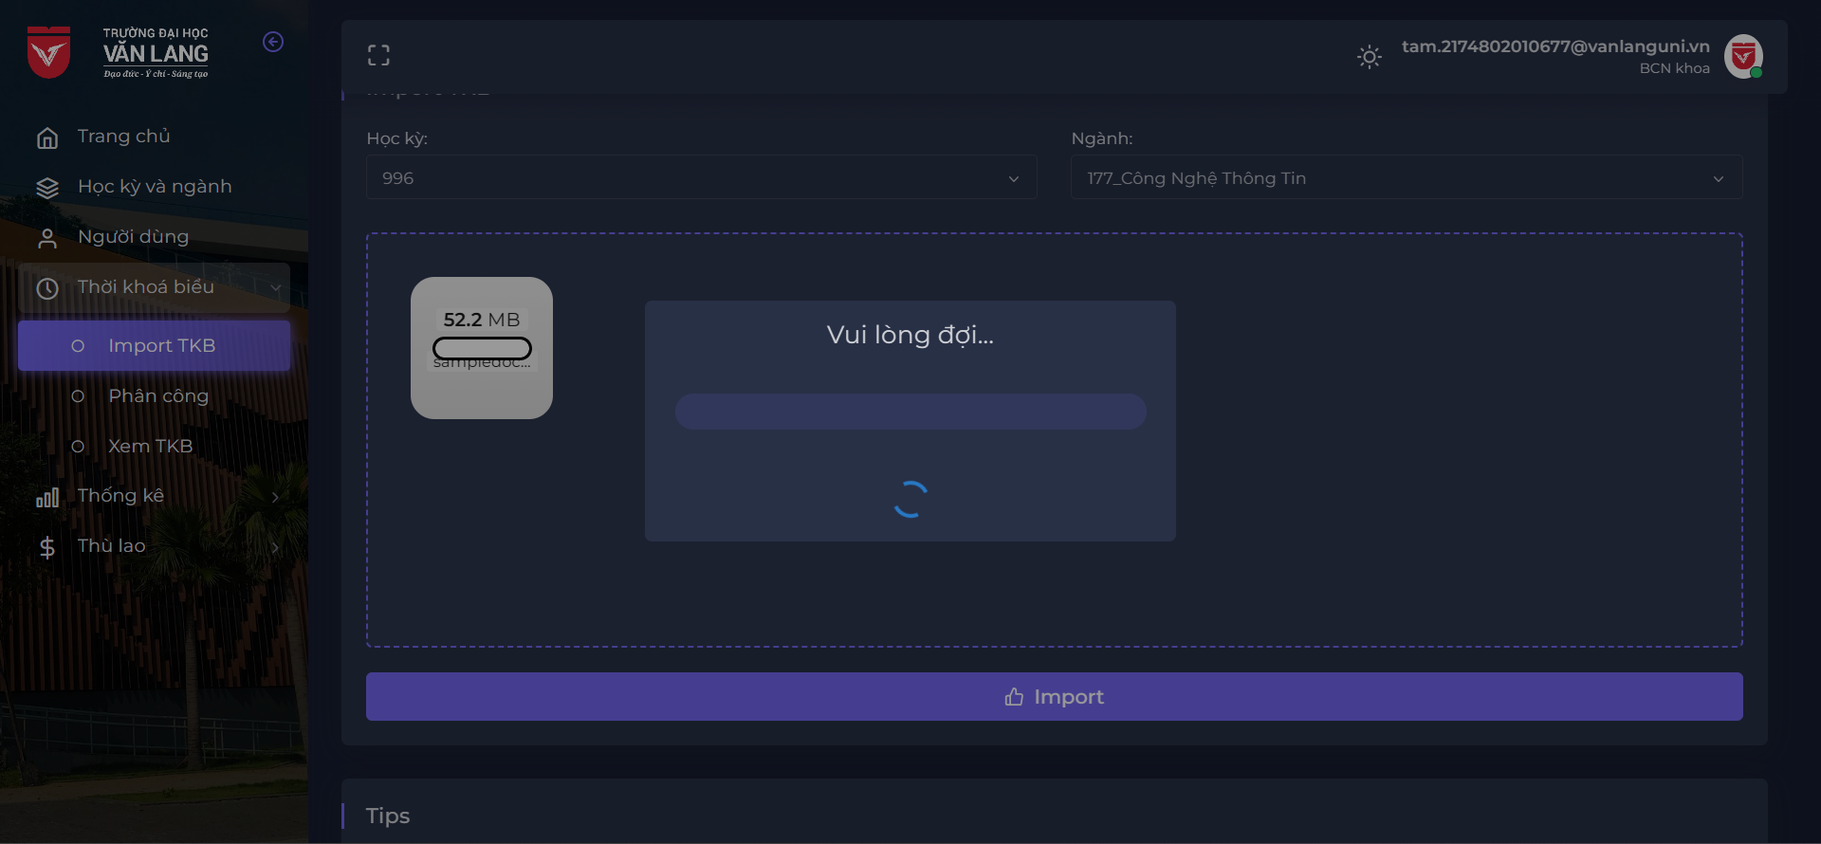 TRƯỜNG ĐẠI HỌC
VĂN LANG
Đạo đức - Ý chí - Sáng tạo
Trang chủ
Học kỳ và ngành
Người dùng
Thời khoá biểu
Import TKB
Phân công
Xem TKB
Thống kê
Thù lao
tam.2174802010677@vanlanguni.vn
BCN khoa
Import TKB
Học kỳ:
996
Ngành:
177_Công Nghệ Thông Tin
52.2 MB
sampledoc...
Vui lòng đợi...
Import
Tips